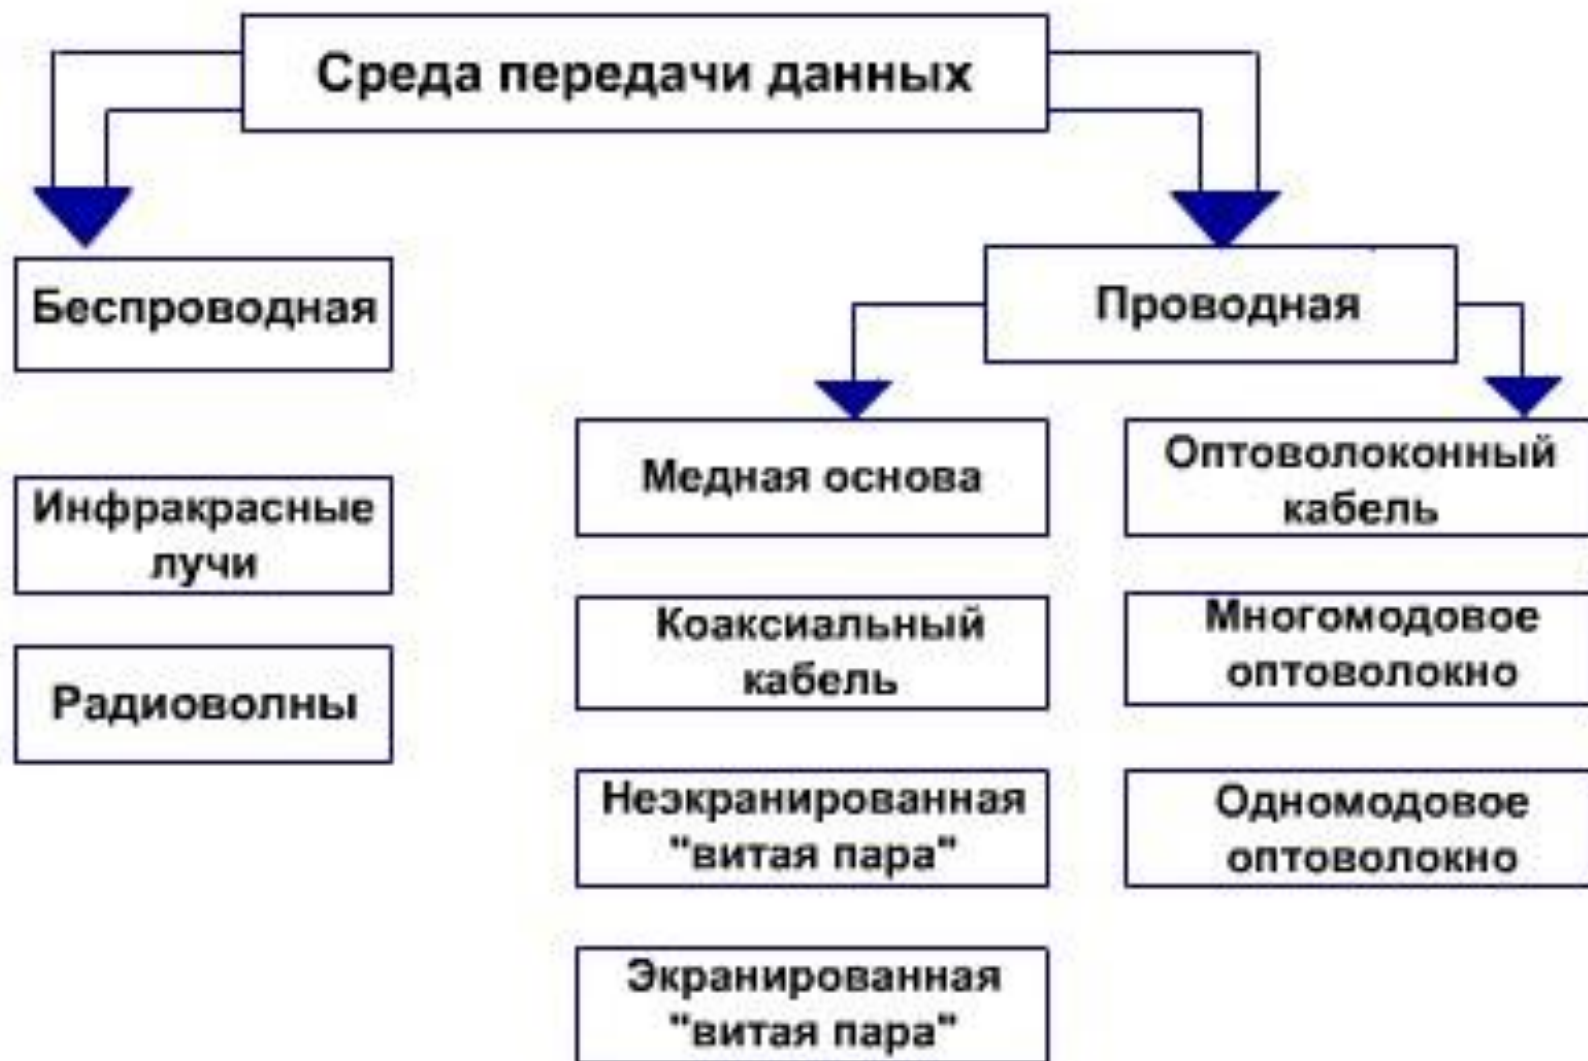 Среда передачи данных
Беспроводная
Проводная
Инфракрасные
лучи
Радиоволны
Медная основа
Коаксиальный
кабель
Неэкранированная
"витая пара"
Экранированная
"витая пара"
Оптоволоконный
кабель
Многомодовое
оптоволокно
Одномодовое
оптоволокно